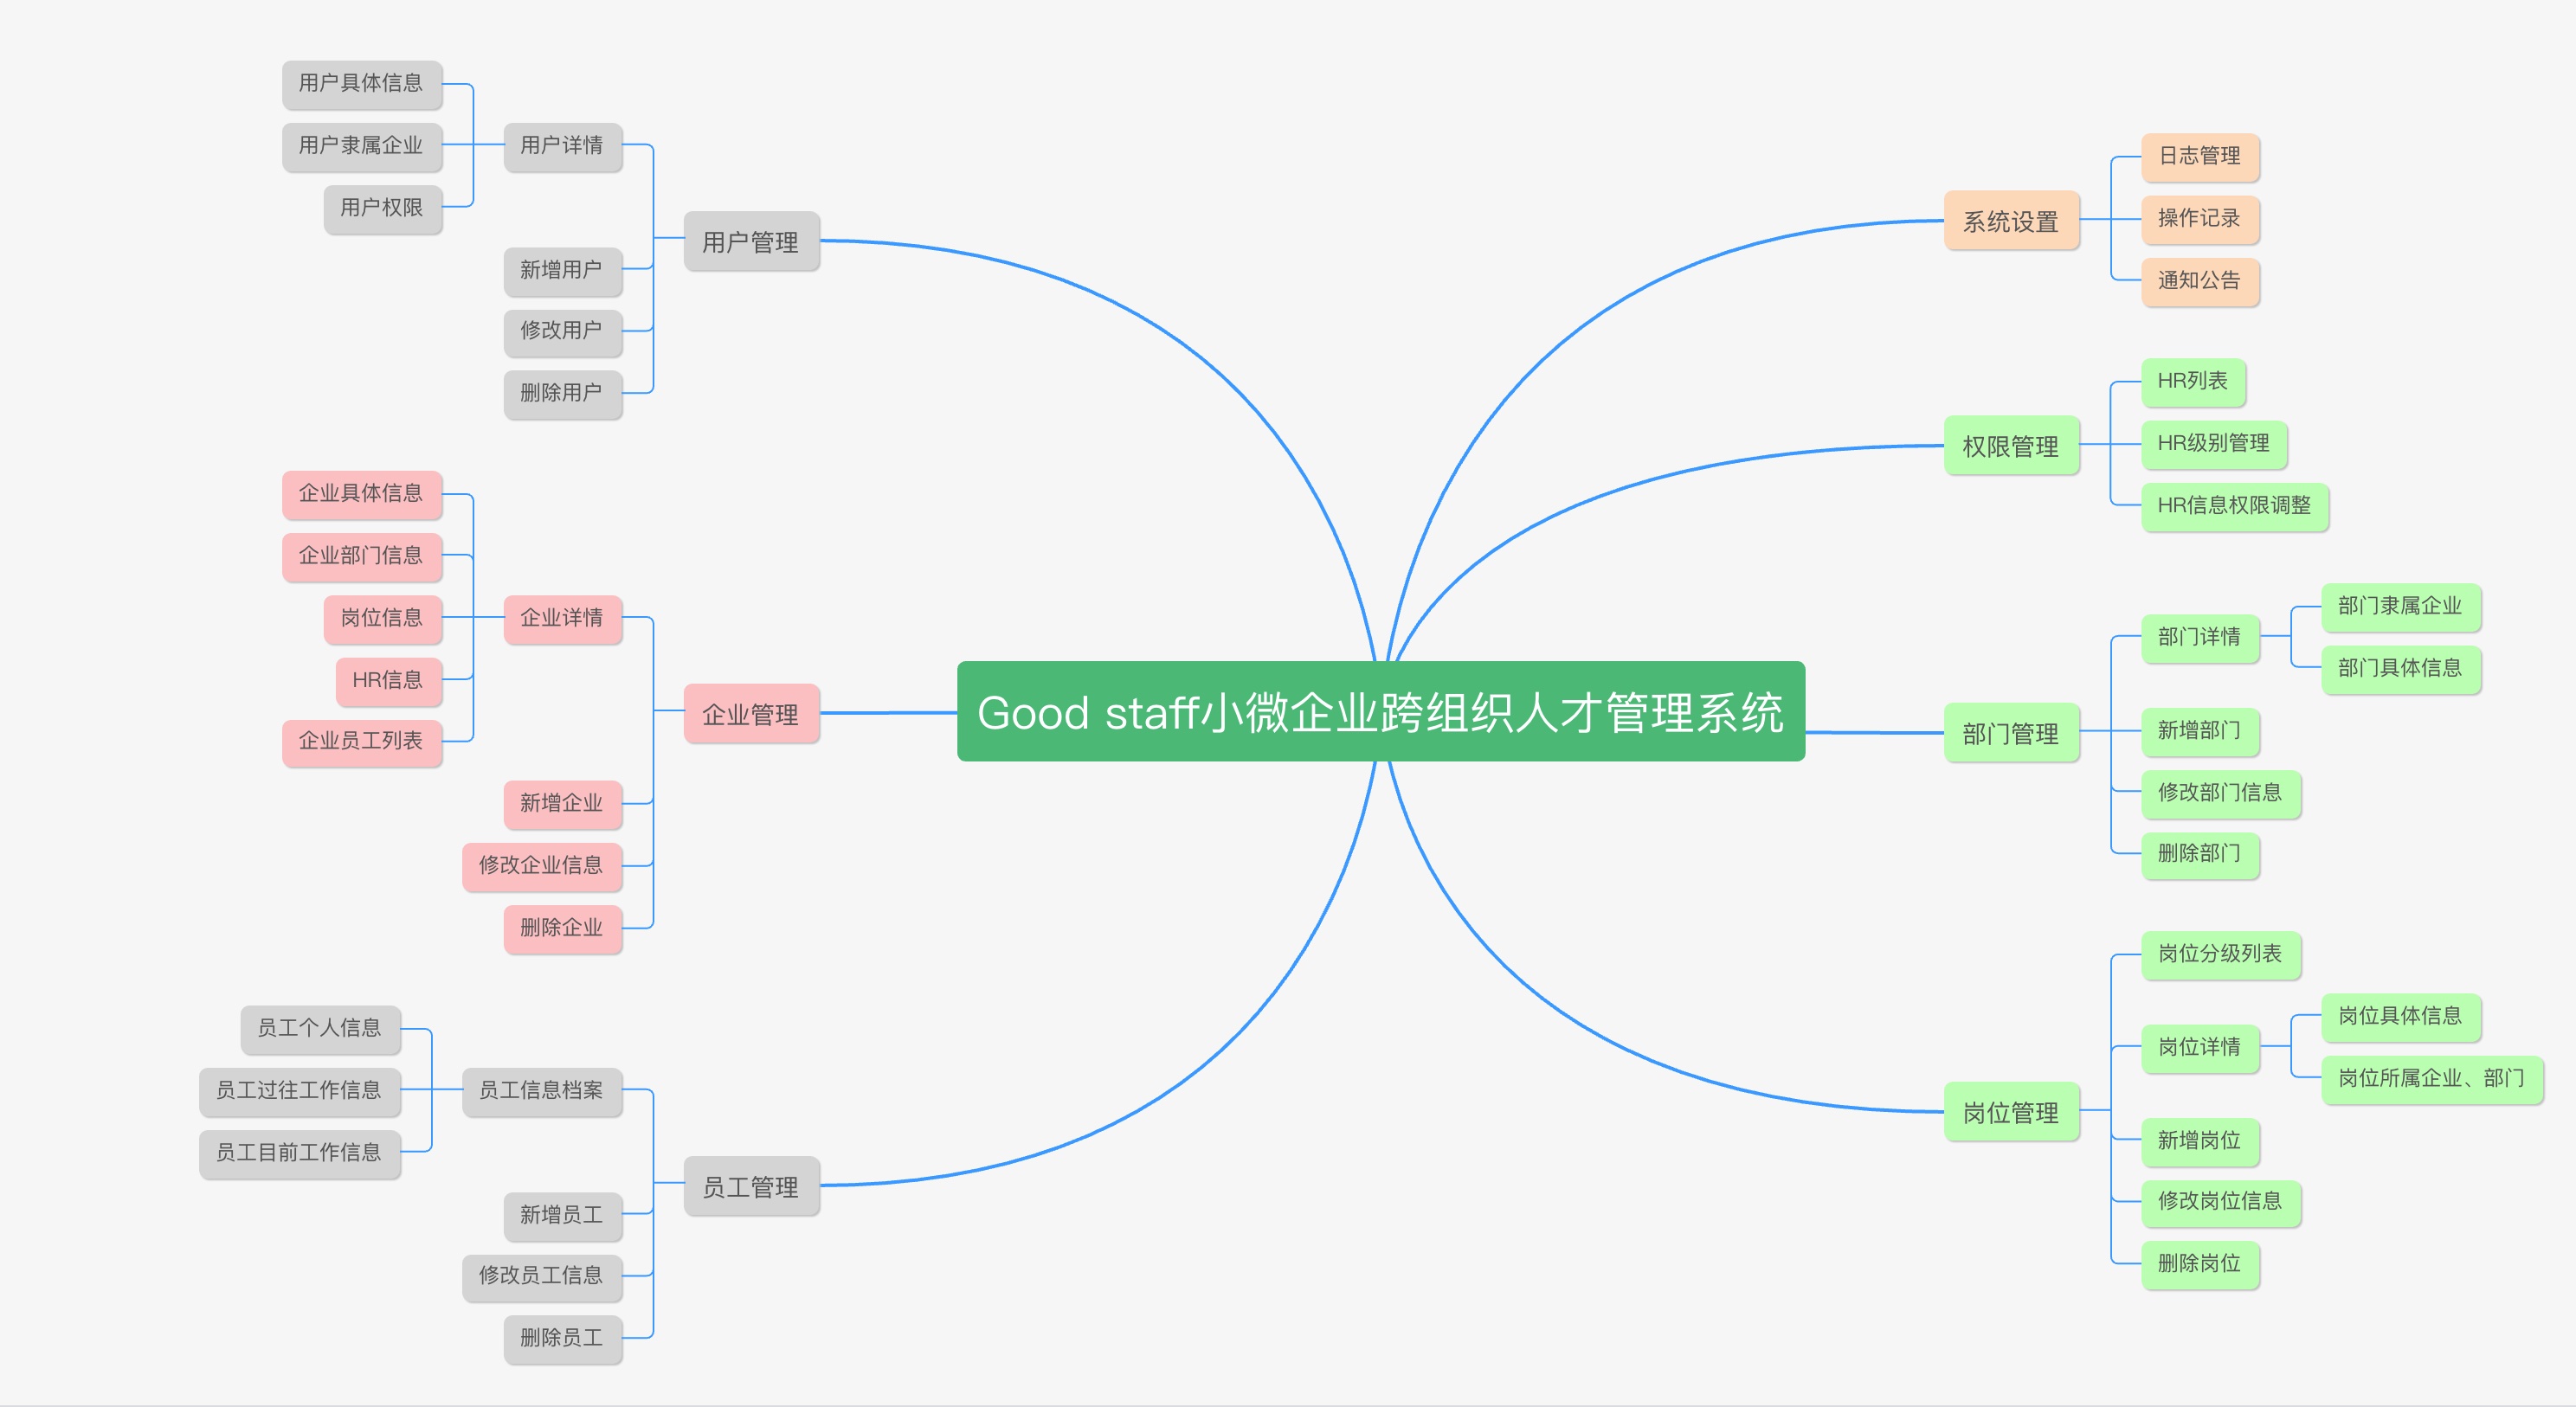 Good staff小微企业跨组织人才管理系统
用户管理
用户详情
用户具体信息
用户隶属企业
用户权限
新增用户
修改用户
删除用户
企业管理
企业详情
企业具体信息
企业部门信息
岗位信息
HR信息
企业员工列表
新增企业
修改企业信息
删除企业
员工管理
员工信息档案
员工个人信息
员工过往工作信息
员工目前工作信息
新增员工
修改员工信息
删除员工
系统设置
日志管理
操作记录
通知公告
权限管理
HR列表
HR级别管理
HR信息权限调整
部门管理
部门详情
部门隶属企业
部门具体信息
新增部门
修改部门信息
删除部门
岗位管理
岗位分级列表
岗位详情
岗位具体信息
岗位所属企业、部门
新增岗位
修改岗位信息
删除岗位